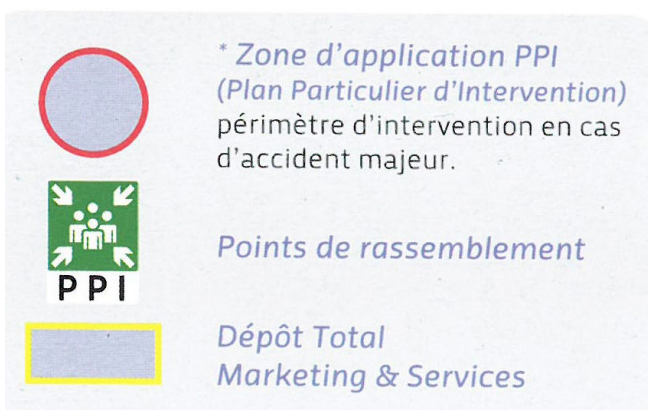 * Zone d'application PPI
(Plan Particulier d'Intervention)
périmètre d'intervention en cas
d'accident majeur.
PPI
Points de rassemblement
Dépôt Total
Marketing & Services